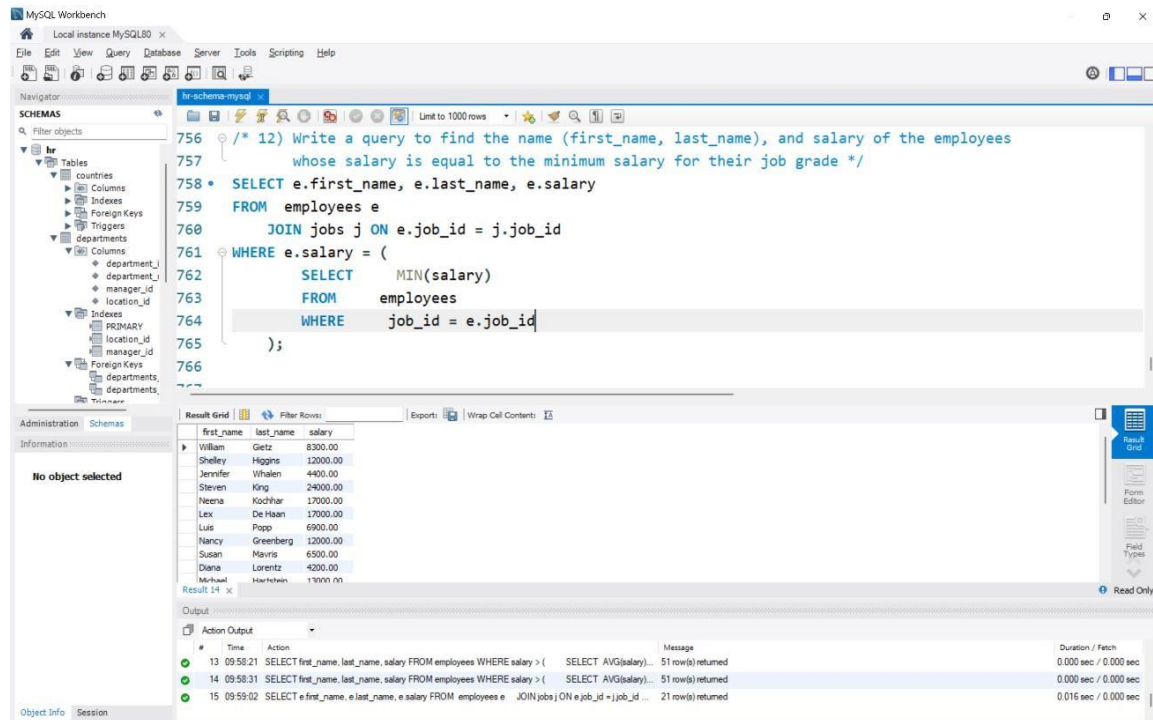 MySQL Workbench
Local instance MySQL80
File Edit View Query Database Server Tools Scripting Help
Navigator
SCHEMAS
Filter objects
hr
Tables
countries
Columns
Indexes
Foreign Keys
Triggers
departments
Columns
department_i
department_
manager_id
location_id
Indexes
PRIMARY
location_id
manager_id
Foreign Keys
departments_
departments_
Triggers
Administration Schemas
Information
No object selected
Object Info Session
hr-schema-mysql
Limit to 1000 rows
756 /* 12) Write a query to find the name (first_name, last_name), and salary of the employees
757 whose salary is equal to the minimum salary for their job grade */
758 SELECT e.first_name, e.last_name, e.salary
759 FROM employees e
760 JOIN jobs j ON e.job_id = j.job_id
761 WHERE e.salary = (
762 SELECT MIN(salary)
763 FROM employees
764 WHERE job_id = e.job_id
765 );
766
767
Result Grid Filter Rows: Export: Wrap Cell Content:
first_name last_name salary
William Gietz 8300.00
Shelley Higgins 12000.00
Jennifer Whalen 4400.00
Steven King 24000.00
Neena Kochhar 17000.00
Lex De Haan 17000.00
Luis Popp 6900.00
Nancy Greenberg 12000.00
Susan Mavris 6500.00
Diana Lorentz 4200.00
Michael Hartstein 13000.00
Result Grid
Form Editor
Field Types
Result 14
Read Only
Output
Action Output
# Time Action Message Duration / Fetch
13 09:58:21 SELECT first_name, last_name, salary FROM employees WHERE salary > ( SELECT AVG(salary)... 51 row(s) returned 0.000 sec / 0.000 sec
14 09:58:31 SELECT first_name, last_name, salary FROM employees WHERE salary > ( SELECT AVG(salary)... 51 row(s) returned 0.000 sec / 0.000 sec
15 09:59:02 SELECT e.first_name, e.last_name, e.salary FROM employees e JOIN jobs j ON e.job_id = j.job_id ... 21 row(s) returned 0.016 sec / 0.000 sec